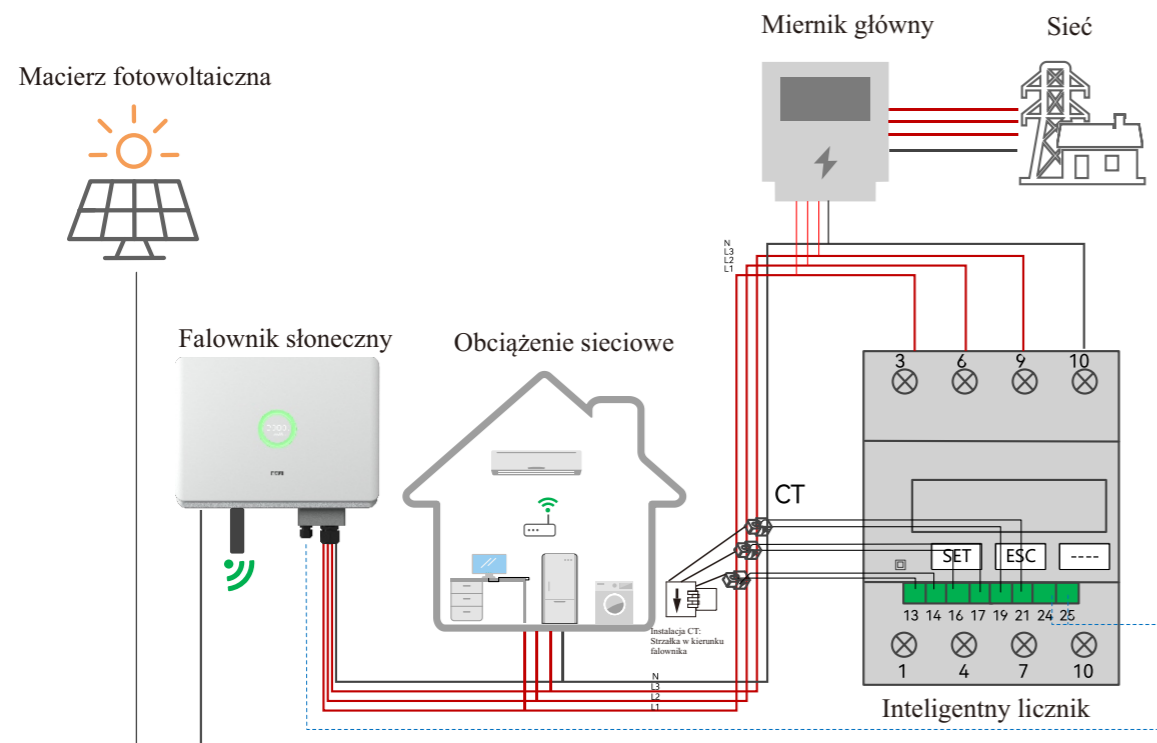 Miernik główny
Sieć
Macierz fotowoltaiczna
N
L3
L2
L1
Falownik słoneczny
Obciążenie sieciowe
3 6 9 10
CT
SET ESC ----
13 14 16 17 19 21 24 25
Instalacja CT:
Strzałka w kierunku
falownika
1 4 7 10
N
L3
L2
L1
Inteligentny licznik